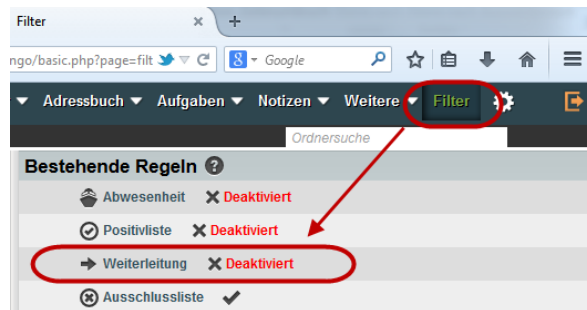 Filter
ngo/basic.php?page=filt
8 Google
Adressbuch Aufgaben Notizen Weitere Filter
Ordnersuche
Bestehende Regeln ?
Abwesenheit Deaktiviert
Positivliste Deaktiviert
Weiterleitung Deaktiviert
Ausschlussliste